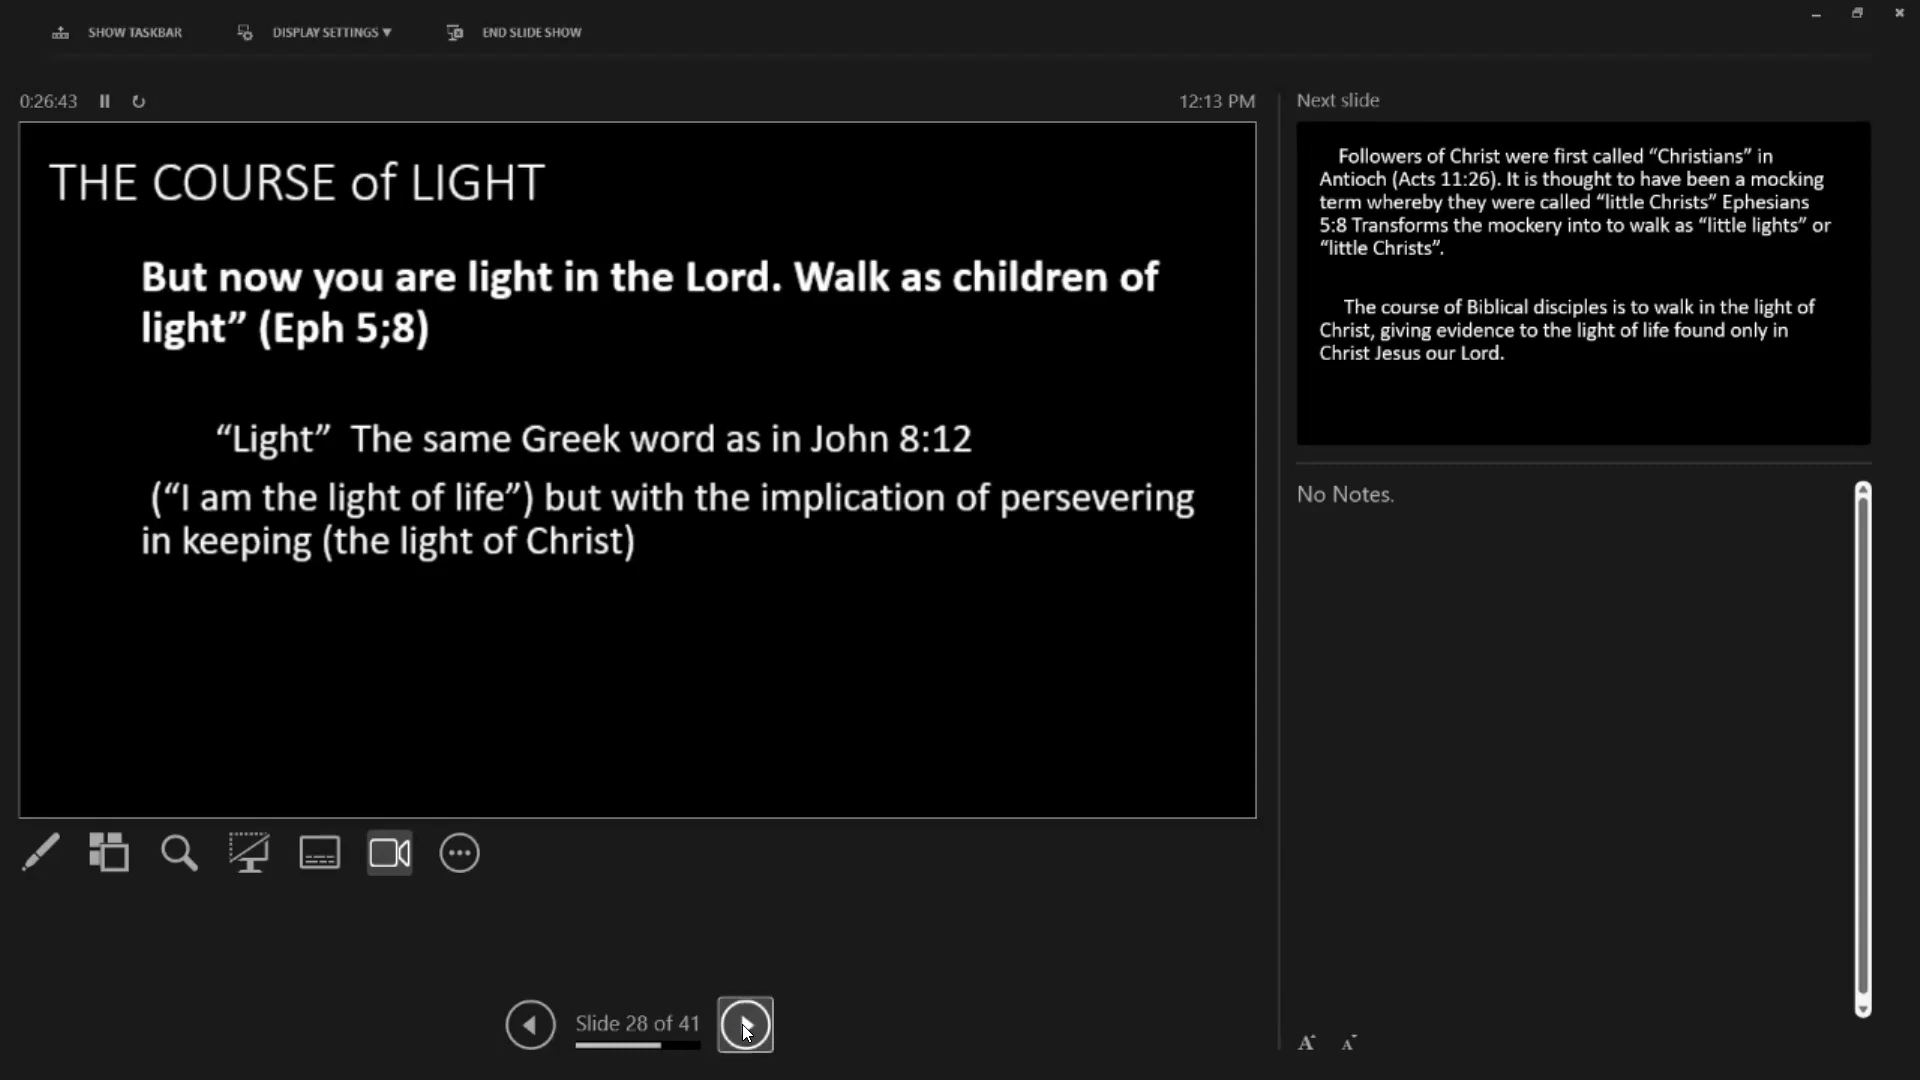 SHOW TASKBAR
DISPLAY SETTINGS ▼
END SLIDE SHOW
0:26:43
12:13 PM
THE COURSE of LIGHT
But now you are light in the Lord. Walk as children of
light” (Eph 5;8)
“Light”  The same Greek word as in John 8:12
(“I am the light of life”) but with the implication of persevering
in keeping (the light of Christ)
Slide 28 of 41
Next slide
Followers of Christ were first called “Christians” in
Antioch (Acts 11:26). It is thought to have been a mocking
term whereby they were called “little Christs” Ephesians
5:8 Transforms the mockery into to walk as “little lights” or
“little Christs”.
The course of Biblical disciples is to walk in the light of
Christ, giving evidence to the light of life found only in
Christ Jesus our Lord.
No Notes.
A A